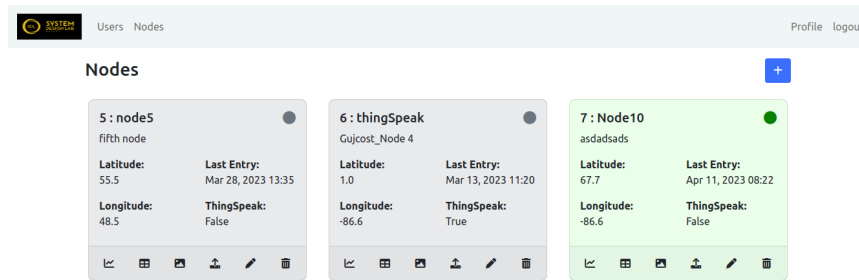 SDL SYSTEM
DESIGN LAB
Users Nodes
Profile logou
Nodes
+
5 : node5
fifth node
Latitude: Last Entry:
55.5 Mar 28, 2023 13:35
Longitude: ThingSpeak:
48.5 False
6 : thingSpeak
Gujcost_Node 4
Latitude: Last Entry:
1.0 Mar 13, 2023 11:20
Longitude: ThingSpeak:
-86.6 True
7 : Node10
asdadsads
Latitude: Last Entry:
67.7 Apr 11, 2023 08:22
Longitude: ThingSpeak:
-86.6 False